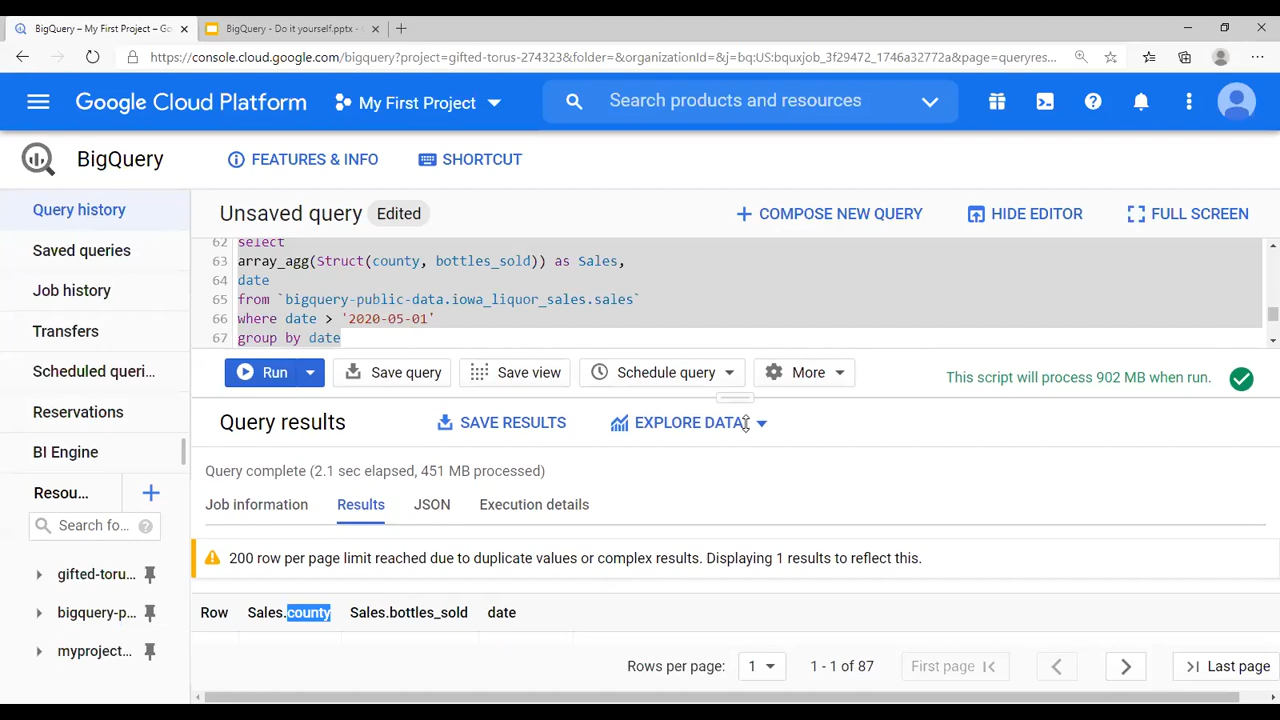 BigQuery – My First Project – Go
BigQuery - Do it yourself.pptx -
https://console.cloud.google.com/bigquery?project=gifted-torus-274323&folder=&organizationId=&j=bq:US:bquxjob_3f29472_1746a32772a&page=queryres...
Google Cloud Platform
My First Project
Search products and resources
BigQuery
FEATURES & INFO
SHORTCUT
Query history
Saved queries
Job history
Transfers
Scheduled queri...
Reservations
BI Engine
Resou...
Search fo...
gifted-toru...
bigquery-p...
myproject...
Unsaved query Edited
COMPOSE NEW QUERY
HIDE EDITOR
FULL SCREEN
62 select
63 array_agg(Struct(county, bottles_sold)) as Sales,
64 date
65 from `bigquery-public-data.iowa_liquor_sales.sales`
66 where date > '2020-05-01'
67 group by date
Run
Save query
Save view
Schedule query
More
This script will process 902 MB when run.
Query results
SAVE RESULTS
EXPLORE DATA
Query complete (2.1 sec elapsed, 451 MB processed)
Job information Results JSON Execution details
200 row per page limit reached due to duplicate values or complex results. Displaying 1 results to reflect this.
Row Sales.county Sales.bottles_sold date
Rows per page: 1 1 - 1 of 87 First page Last page